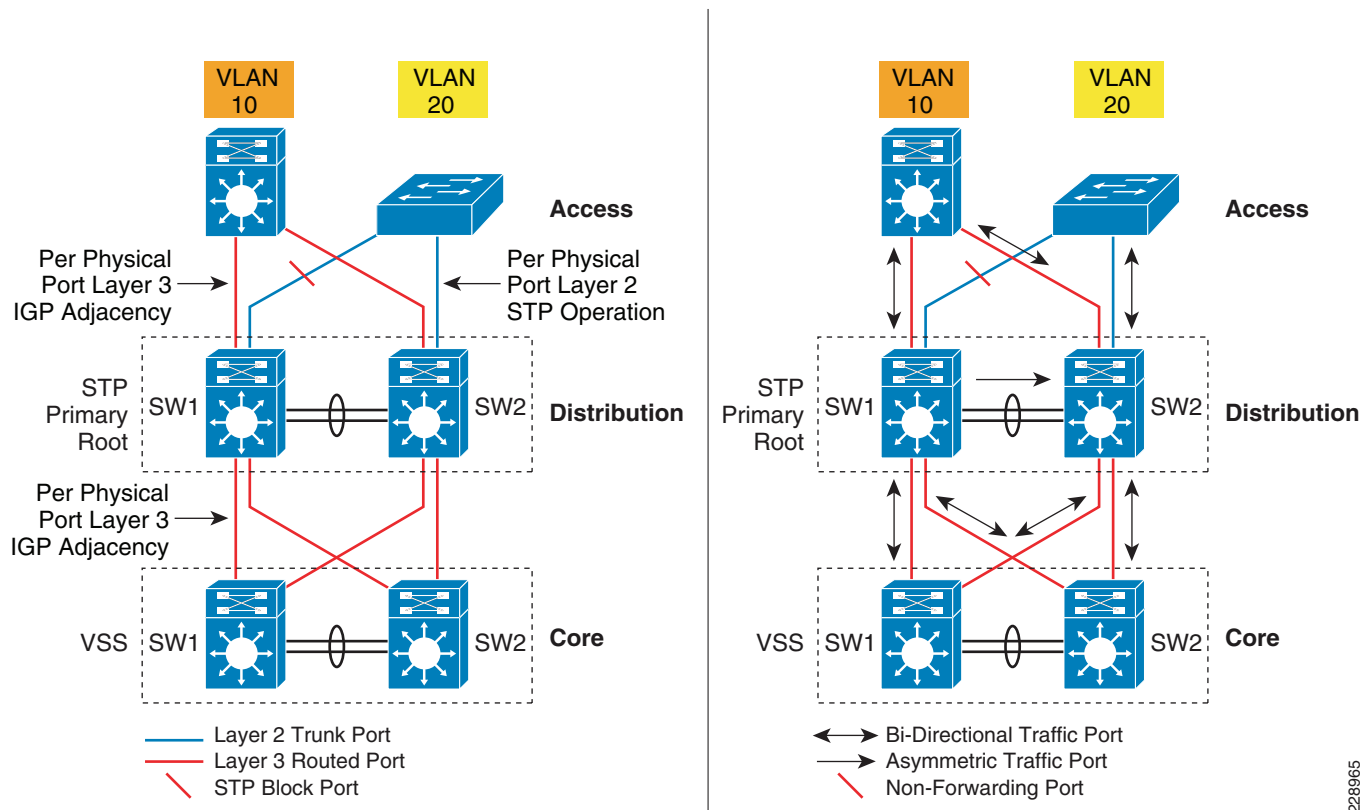 VLAN
10
VLAN
20
Access
Per Physical
Port Layer 3
IGP Adjacency
Per Physical
Port Layer 2
STP Operation
STP
Primary
Root
SW1
SW2
Distribution
Per Physical
Port Layer 3
IGP Adjacency
VSS
SW1
SW2
Core
Layer 2 Trunk Port
Layer 3 Routed Port
STP Block Port
VLAN
10
VLAN
20
Access
STP
Primary
Root
SW1
SW2
Distribution
VSS
SW1
SW2
Core
Bi-Directional Traffic Port
Asymmetric Traffic Port
Non-Forwarding Port
228965